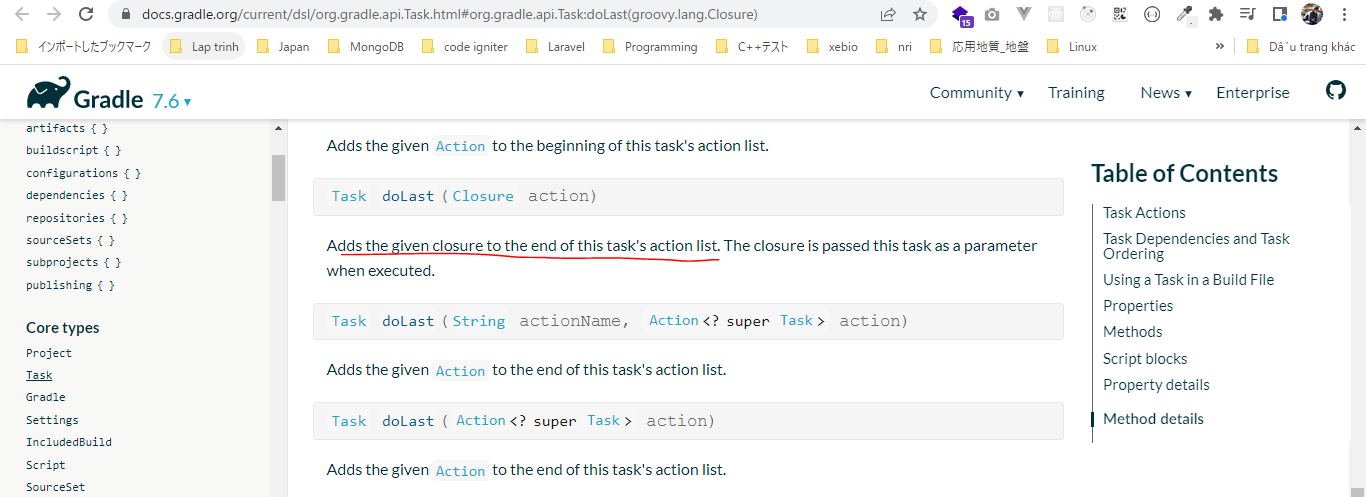 docs.gradle.org/current/dsl/org.gradle.api.Task.html#org.gradle.api.Task:doLast(groovy.lang.Closure)
15
インポートしたブックマーク Lap trinh Japan MongoDB code igniter Laravel Programming C++テスト xebio nri 応用地質_地盤 Linux » Dấu trang khác
Gradle 7.6 ▾ Community ▾ Training News ▾ Enterprise
artifacts { }
buildscript { }
configurations { }
dependencies { }
repositories { }
sourceSets { }
subprojects { }
publishing { }
Core types
Project
Task
Gradle
Settings
IncludedBuild
Script
SourceSet
Adds the given Action to the beginning of this task's action list.
Task doLast (Closure action)
Adds the given closure to the end of this task's action list. The closure is passed this task as a parameter
when executed.
Task doLast (String actionName, Action<? super Task> action)
Adds the given Action to the end of this task's action list.
Task doLast (Action<? super Task> action)
Adds the given Action to the end of this task's action list.
Table of Contents
Task Actions
Task Dependencies and Task
Ordering
Using a Task in a Build File
Properties
Methods
Script blocks
Property details
Method details